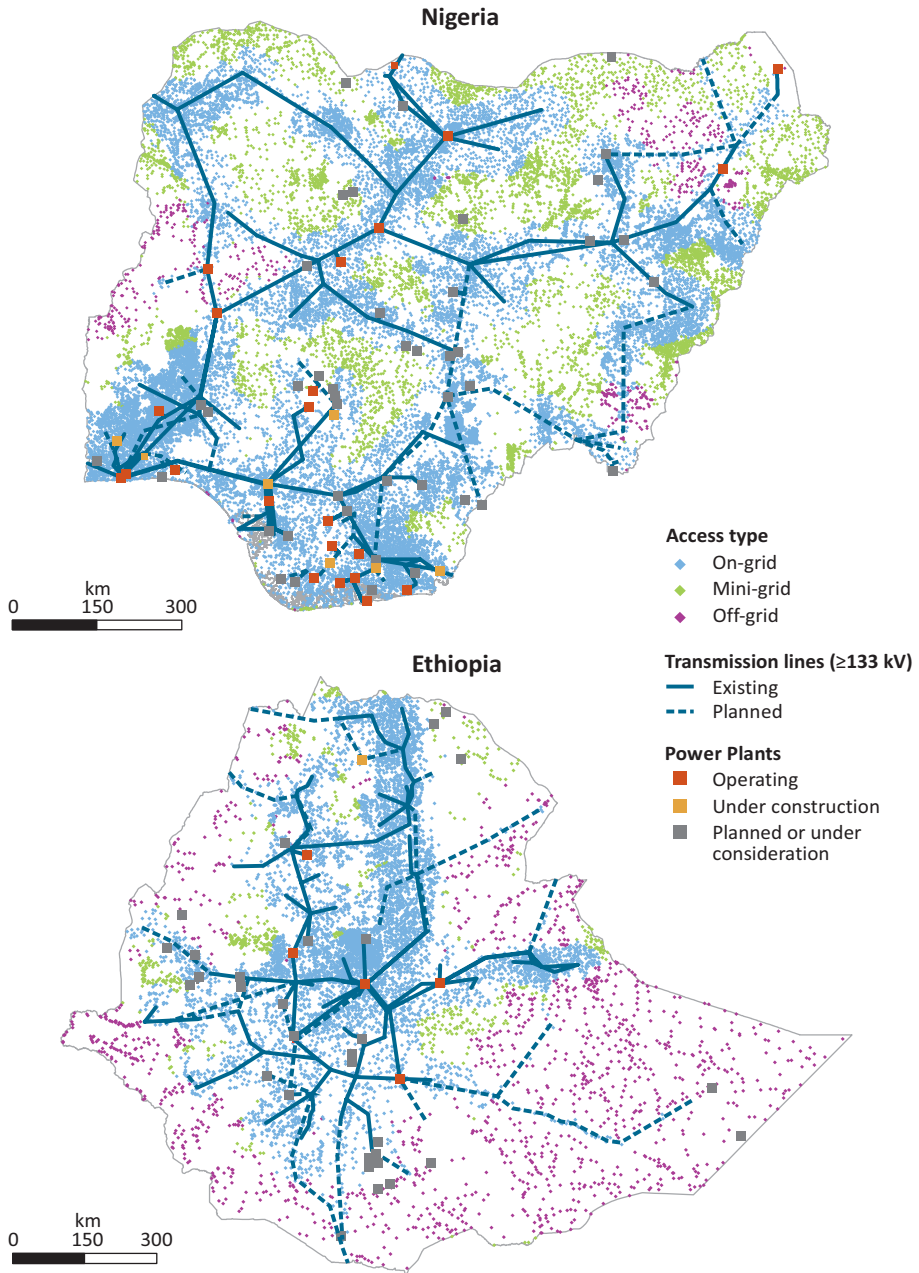 Nigeria
km
0 150 300
Access type
On-grid
Mini-grid
Off-grid
Transmission lines (≥133 kV)
Existing
Planned
Power Plants
Operating
Under construction
Planned or under
consideration
Ethiopia
km
0 150 300